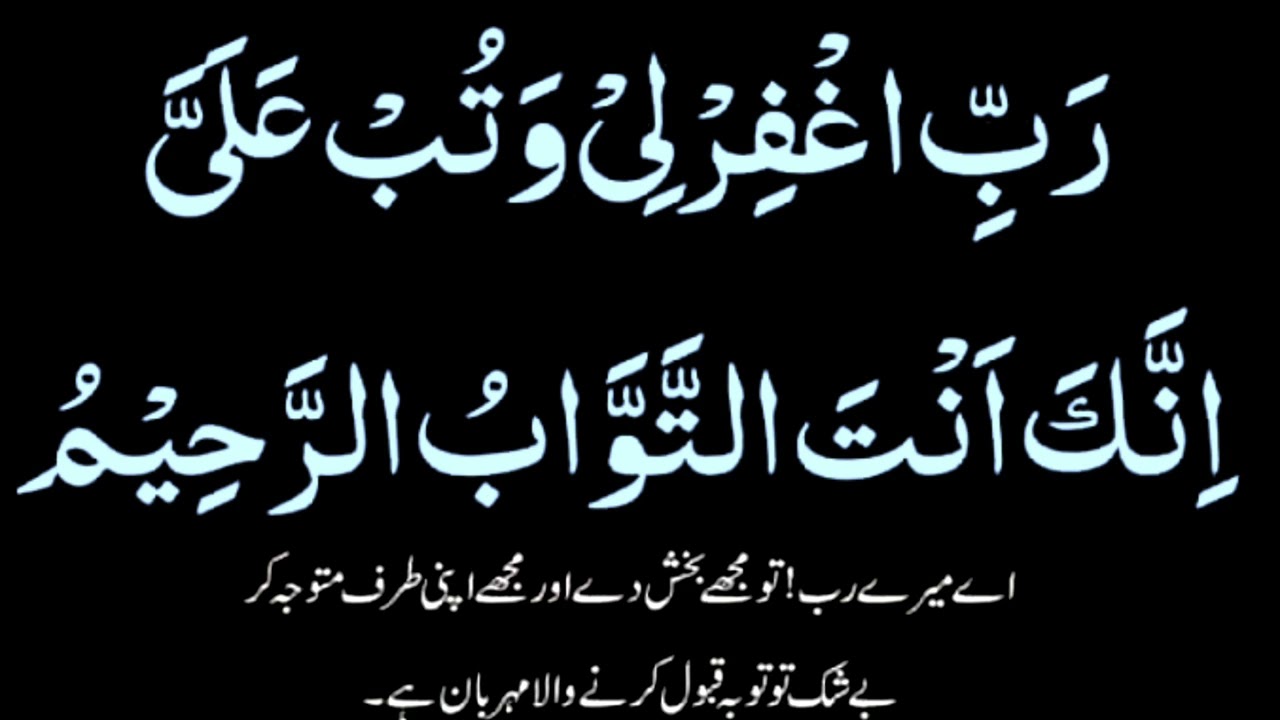 رَبِّ اغْفِرْ لِیْ وَتُبْ عَلَیَّ
اِنَّكَ اَنْتَ التَّوَّابُ الرَّحِیْمُ
اے میرے رب! تو مجھے بخش دے اور مجھے اپنی طرف متوجہ کر
بے شک تو توبہ قبول کرنے والا مہربان ہے۔